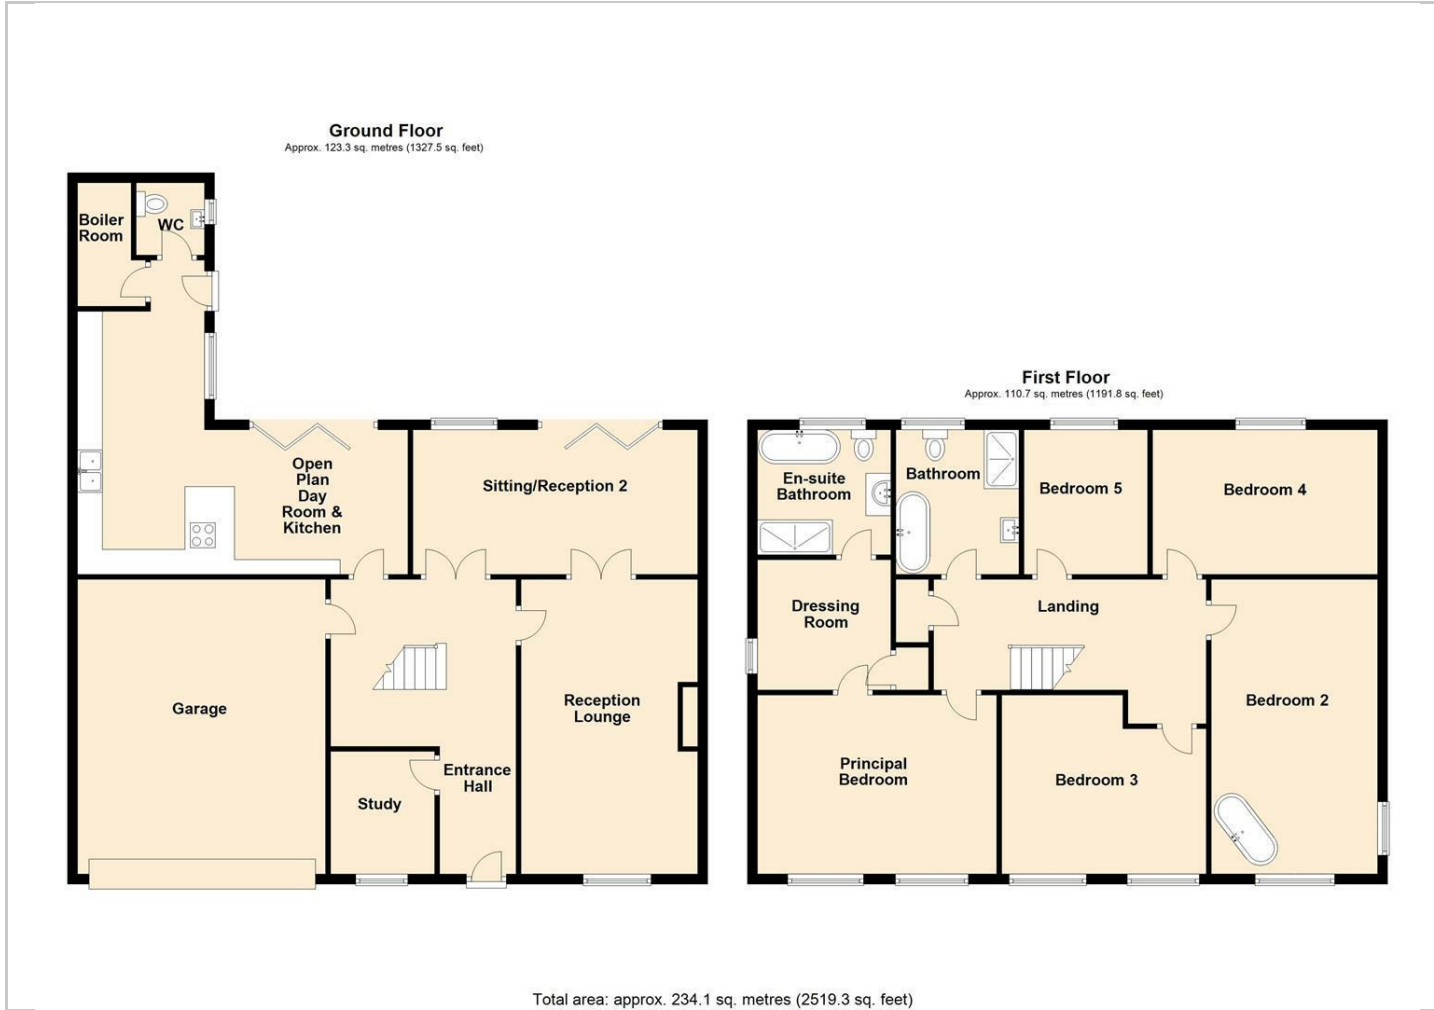 Ground Floor
Approx. 123.3 sq. metres (1327.5 sq. feet)
Boiler
Room
WC
Open
Plan
Day
Room &
Kitchen
Sitting/Reception 2
Garage
Reception
Lounge
Entrance
Hall
Study
First Floor
Approx. 110.7 sq. metres (1191.8 sq. feet)
En-suite
Bathroom
Bathroom
Bedroom 5
Bedroom 4
Dressing
Room
Landing
Bedroom 2
Principal
Bedroom
Bedroom 3
Total area: approx. 234.1 sq. metres (2519.3 sq. feet)